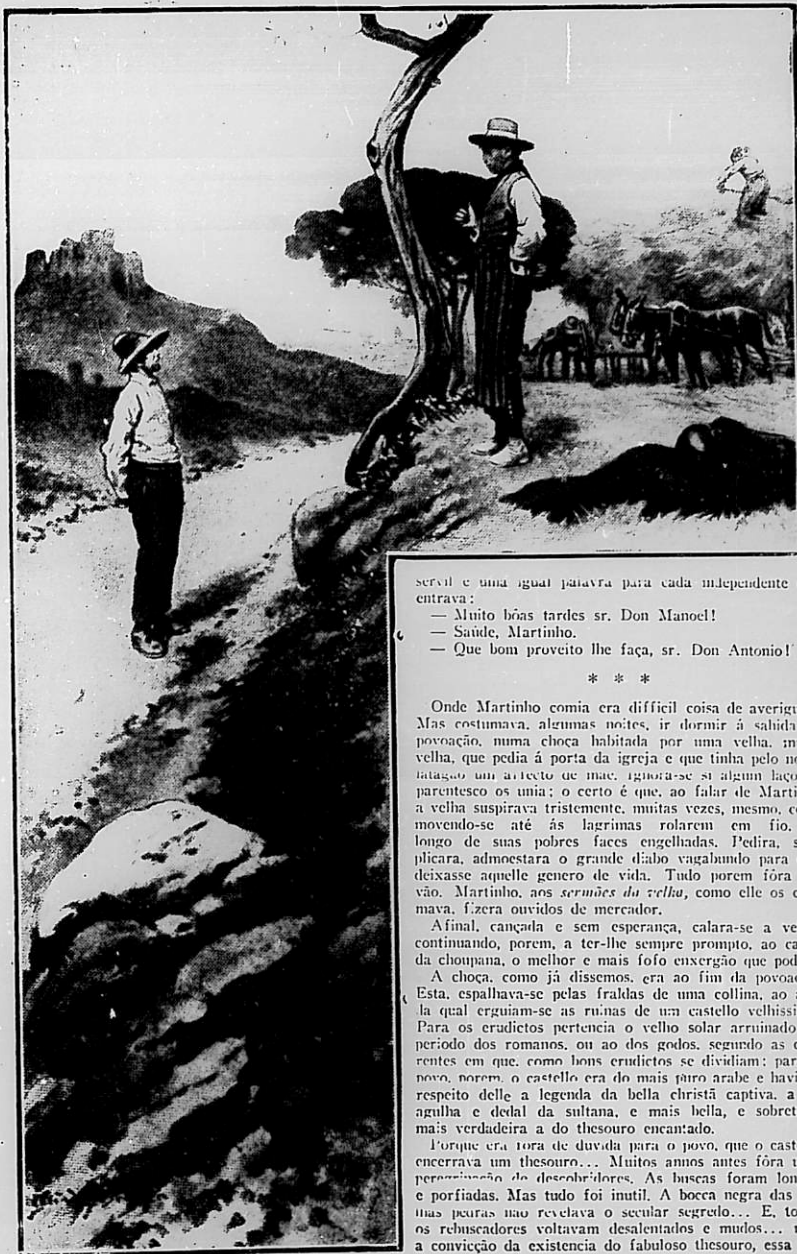 servil e uma igual palavra para cada independente
entrava:
— Muito bôas tardes sr. Don Manoel!
— Saúde, Martinho.
— Que bom proveito lhe faça, sr. Don Antonio!
* * *
Onde Martinho comia era difficil coisa de averigu
Mas costumava, algumas noites, ir dormir á sahida
povoação, numa choça habitada por uma velha, m
velha, que pedia á porta da igreja e que tinha pelo
latagão um affecto de mãe. Ignora-se si algum laço
parentesco os unia; o certo é que, ao falar de Marti
a velha suspirava tristemente, muitas vezes, mesmo, c
movendo-se até ás lagrimas rolarem em fio,
longo de suas pobres faces engelhadas. Pedira, s
plicara, admoestara o grande diabo vagabundo para
deixasse aquelle genero de vida. Tudo porem fôra
vão. Martinho, aos sermões da velha, como elle os c
mava, fizera ouvidos de mercador.
Afinal, cançada e sem esperança, calara-se a ve
continuando, porem, a ter-lhe sempre prompto, ao ca
da choupana, o melhor e mais fofo enxergão que pod
A choça, como já dissemos, era ao fim da povoa
Esta, espalhava-se pelas fraldas de uma collina, ao
la qual erguiam-se as ruinas de um castello velhissi
Para os erudictos pertencia o velho solar arruinado
periodo dos romanos, ou ao dos godos, segundo as
rentes em que, como bons erudictos se dividiam; par
povo, porem, o castello era do mais puro arabe e havi
respeito delle a legenda da bella christã captiva, a
agulha e dedal da sultana, e mais bella, e sobret
mais verdadeira a do thesouro encantado.
Porque era fora de duvida para o povo, que o cast
encerrava um thesouro... Muitos annos antes fôra
peregrinação de descobridores. As buscas foram lon
e porfiadas. Mas tudo foi inutil. A bocca negra das
mas pedras não revelava o secular segredo... E, to
os rebuscadores voltavam desalentados e mudos...
a convicção da existencia do fabuloso thesouro, essa